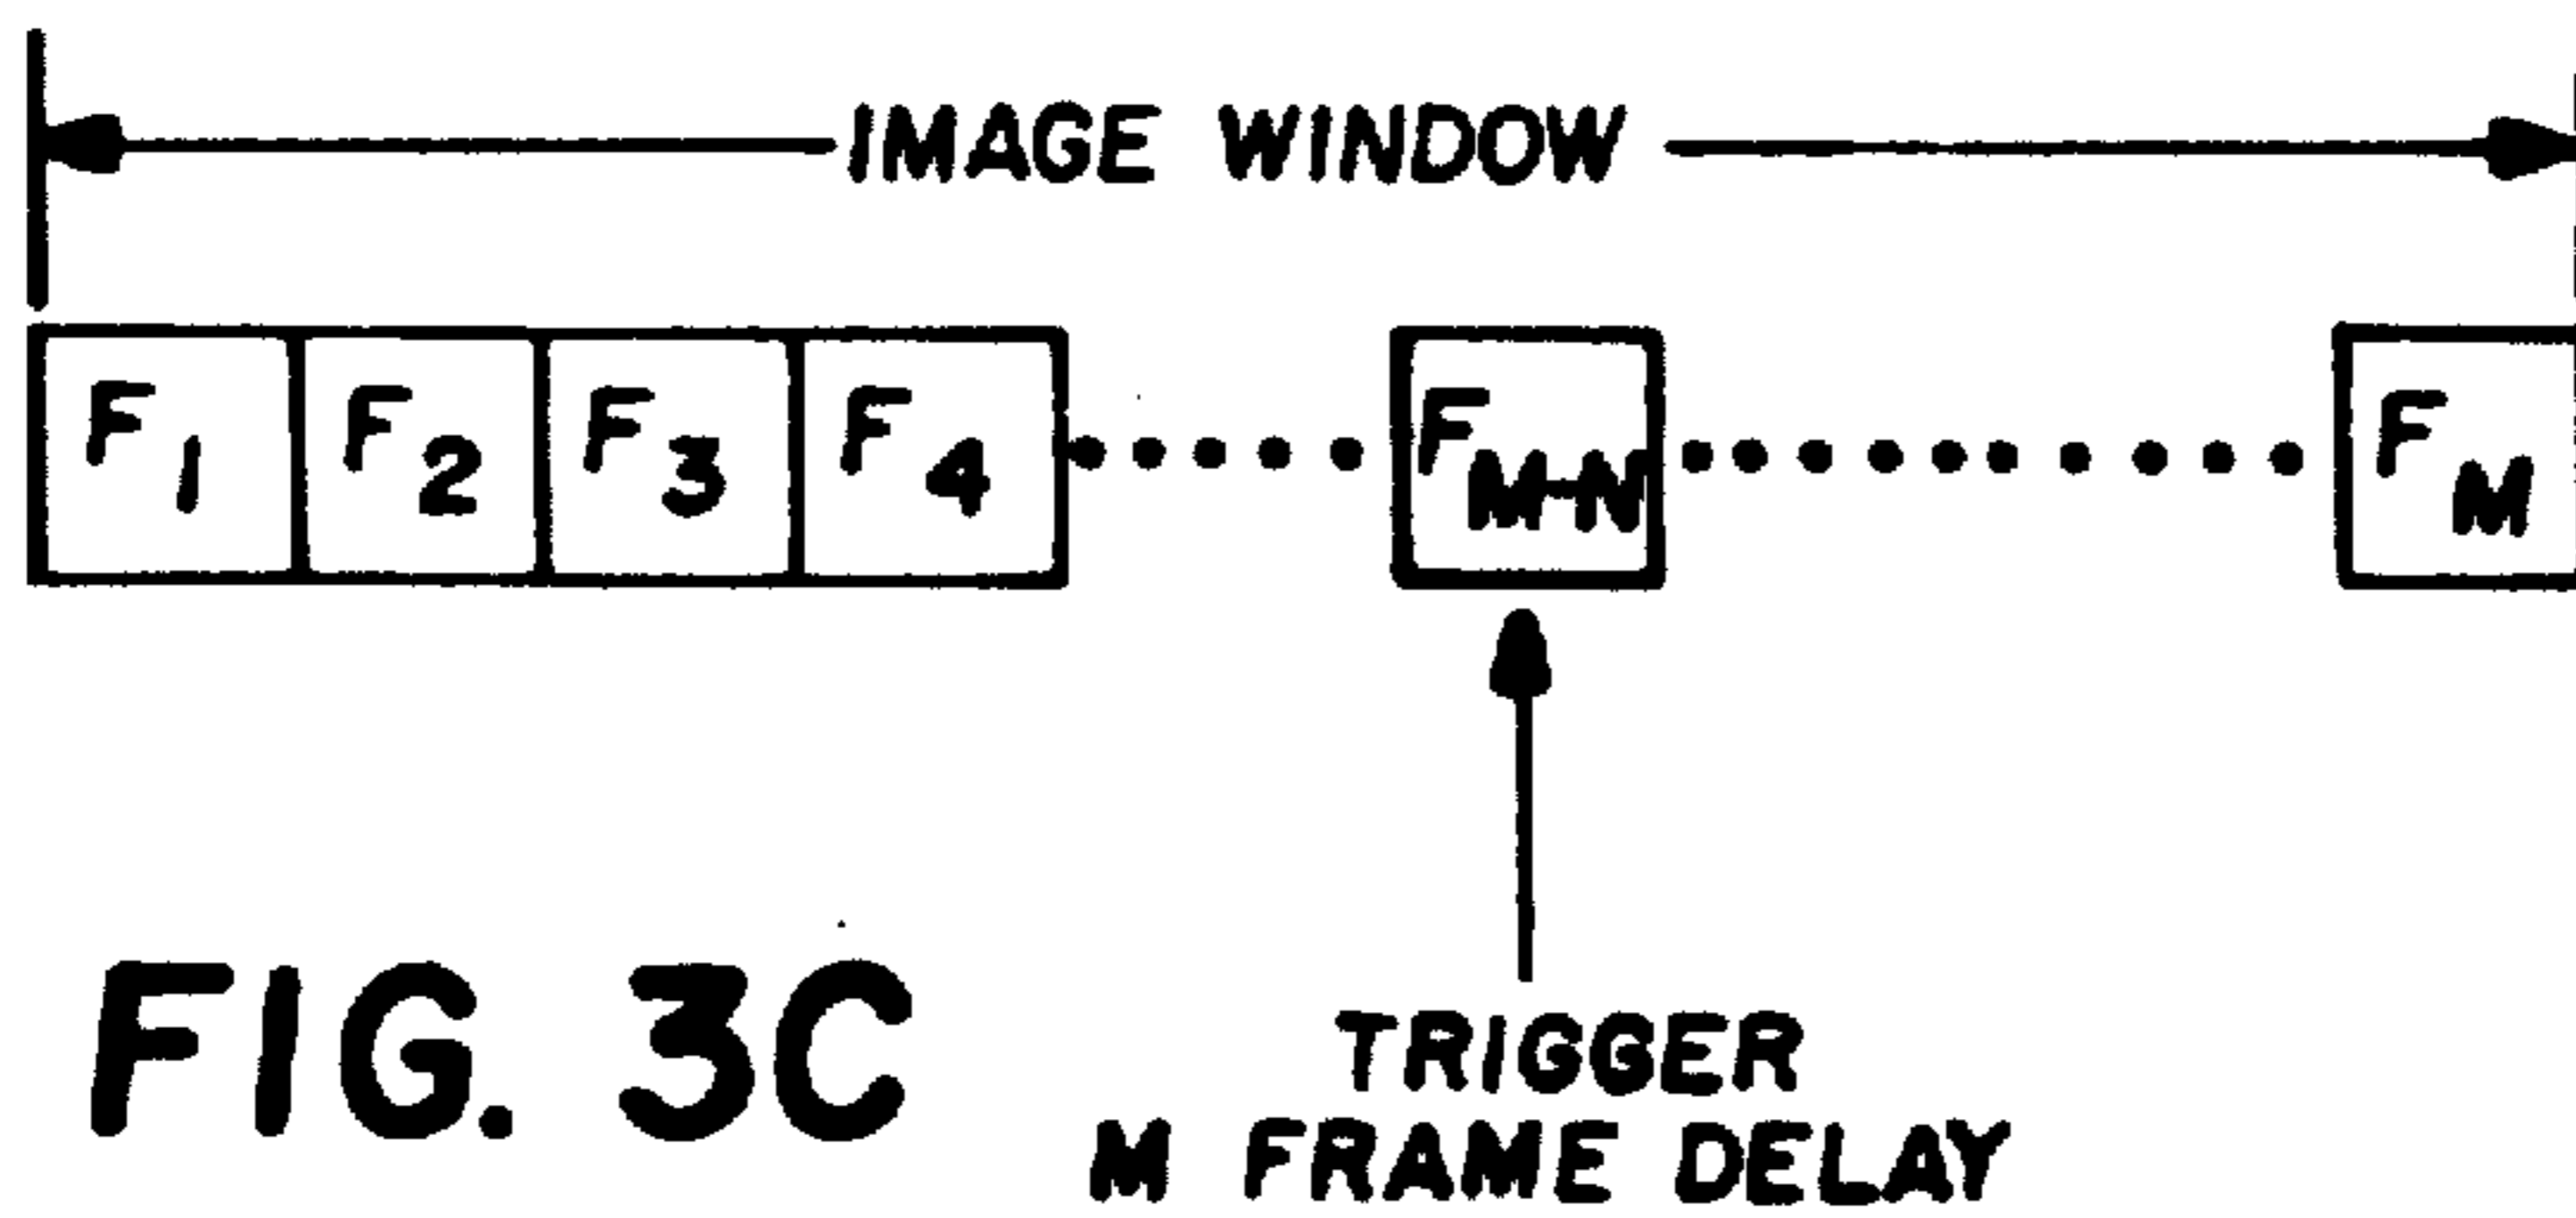 IMAGE WINDOW
F1 F2 F3 F4 FM-N FM
TRIGGER
M FRAME DELAY
FIG. 3C